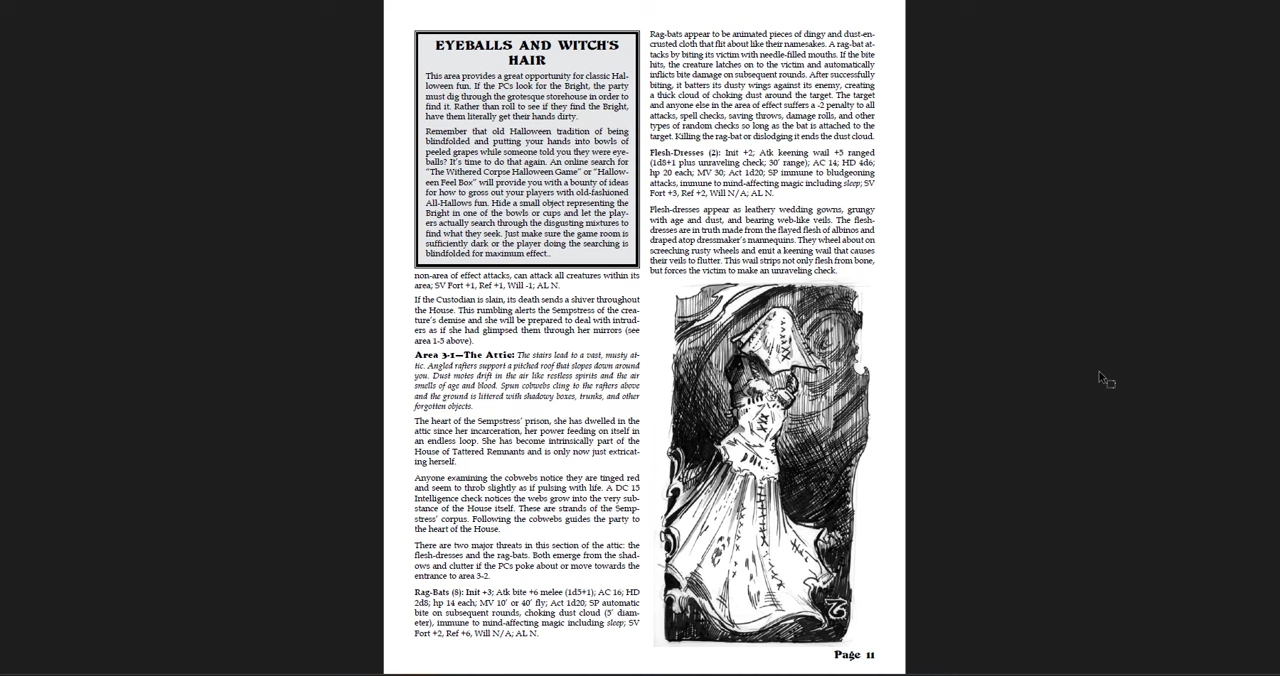 EYEBALLS AND WITCH'S
HAIR
This area provides a great opportunity for classic Hal-
loween fun. If the PCs look for the Bright, the party
must dig through the grotesque storehouse in order to
find it. Rather than roll to see if they find the Bright,
have them literally get their hands dirty.
Remember that old Halloween tradition of being
blindfolded and putting your hands into bowls of
peeled grapes while someone told you they were eye-
balls? It's time to do that again. An online search for
"The Withered Corpse Halloween Game" or "Hallow-
een Feel Box" will provide you with a bounty of ideas
for how to gross out your players with old-fashioned
All-Hallows fun. Hide a small object representing the
Bright in one of the bowls or cups and let the play-
ers actually search through the disgusting mixtures to
find what they seek. Just make sure the game room is
sufficiently dark or the player doing the searching is
blindfolded for maximum effect..
non-area of effect attacks, can attack all creatures within its
area; SV Fort +1, Ref +1, Will -1; AL N.
If the Custodian is slain, its death sends a shiver throughout
the House. This rumbling alerts the Sempstress of the crea-
ture's demise and she will be prepared to deal with intrud-
ers as if she had glimpsed them through her mirrors (see
area 1-5 above).
Area 3-1—The Attic: The stairs lead to a vast, musty at-
tic. Angled rafters support a pitched roof that slopes down around
you. Dust motes drift in the air like restless spirits and the air
smells of age and blood. Spun cobwebs cling to the rafters above
and the ground is littered with shadowy boxes, trunks, and other
forgotten objects.
The heart of the Sempstress' prison, she has dwelled in the
attic since her incarceration, her power feeding on itself in
an endless loop. She has become intrinsically part of the
House of Tattered Remnants and is only now just extricat-
ing herself.
Anyone examining the cobwebs notice they are tinged red
and seem to throb slightly as if pulsing with life. A DC 15
Intelligence check notices the webs grow into the very sub-
stance of the House itself. These are strands of the Semp-
stress' corpus. Following the cobwebs guides the party to
the heart of the House.
There are two major threats in this section of the attic: the
flesh-dresses and the rag-bats. Both emerge from the shad-
ows and clutter if the PCs poke about or move towards the
entrance to area 3-2.
Rag-Bats (8): Init +3; Atk bite +6 melee (1d5+1); AC 16; HD
2d8; hp 14 each; MV 10' or 40' fly; Act 1d20; SP automatic
bite on subsequent rounds, choking dust cloud (5' diam-
eter), immune to mind-affecting magic including sleep; SV
Fort +2, Ref +6, Will N/A; AL N.
Rag-bats appear to be animated pieces of dingy and dust-en-
crusted cloth that flit about like their namesakes. A rag-bat at-
tacks by biting its victim with needle-filled mouths. If the bite
hits, the creature latches on to the victim and automatically
inflicts bite damage on subsequent rounds. After successfully
biting, it batters its dusty wings against its enemy, creating
a thick cloud of choking dust around the target. The target
and anyone else in the area of effect suffers a -2 penalty to all
attacks, spell checks, saving throws, damage rolls, and other
types of random checks so long as the bat is attached to the
target. Killing the rag-bat or dislodging it ends the dust cloud.
Flesh-Dresses (2): Init +2; Atk keening wail +5 ranged
(1d8+1 plus unraveling check; 30' range); AC 14; HD 4d6;
hp 20 each; MV 30; Act 1d20; SP immune to bludgeoning
attacks, immune to mind-affecting magic including sleep; SV
Fort +3, Ref +2, Will N/A; AL N.
Flesh-dresses appear as leathery wedding gowns, grungy
with age and dust, and bearing web-like veils. The flesh-
dresses are in truth made from the flayed flesh of albinos and
draped atop dressmaker's mannequins. They wheel about on
screeching rusty wheels and emit a keening wail that causes
their veils to flutter. This wail strips not only flesh from bone,
but forces the victim to make an unraveling check.
Page 11